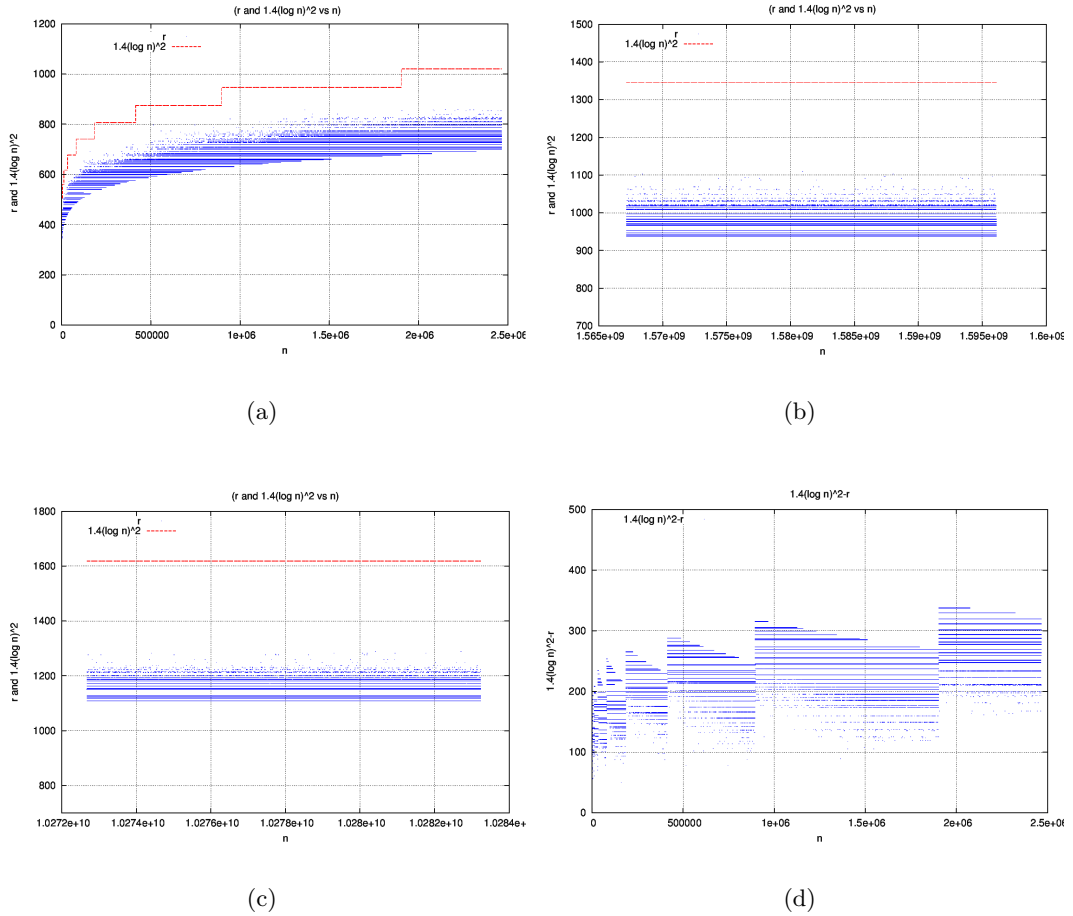 (r and 1.4(log n)^2 vs n)
r
1.4(log n)^2
r and 1.4(log n)^2
1200
1000
800
600
400
200
0
0 500000 1e+06 1.5e+06 2e+06 2.5e+06
n
(a)
(r and 1.4(log n)^2 vs n)
r
1.4(log n)^2
r and 1.4(log n)^2
1500
1400
1300
1200
1100
1000
900
800
700
1.565e+09 1.57e+09 1.575e+09 1.58e+09 1.585e+09 1.59e+09 1.595e+09 1.6e+09
n
(b)
(r and 1.4(log n)^2 vs n)
r
1.4(log n)^2
r and 1.4(log n)^2
1800
1600
1400
1200
1000
800
1.0272e+10 1.0274e+10 1.0276e+10 1.0278e+10 1.028e+10 1.0282e+10 1.0284e+
n
(c)
1.4(log n)^2-r
1.4(log n)^2-r
1.4(log n)^2-r
500
400
300
200
100
0
0 500000 1e+06 1.5e+06 2e+06 2.5e+06
n
(d)